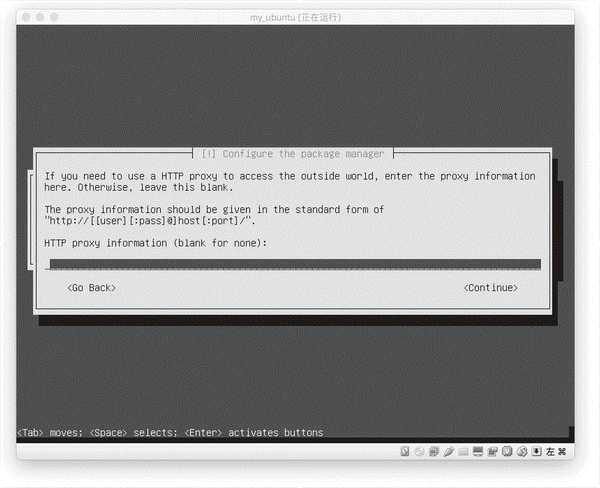 my_ubuntu [正在运行]
[!] Configure the package manager
If you need to use a HTTP proxy to access the outside world, enter the proxy information
here. Otherwise, leave this blank.
The proxy information should be given in the standard form of
"http://[[user][:pass]@]host[:port]/".
HTTP proxy information (blank for none):
<Go Back> <Continue>
<Tab> moves; <Space> selects; <Enter> activates buttons
左 ⌘